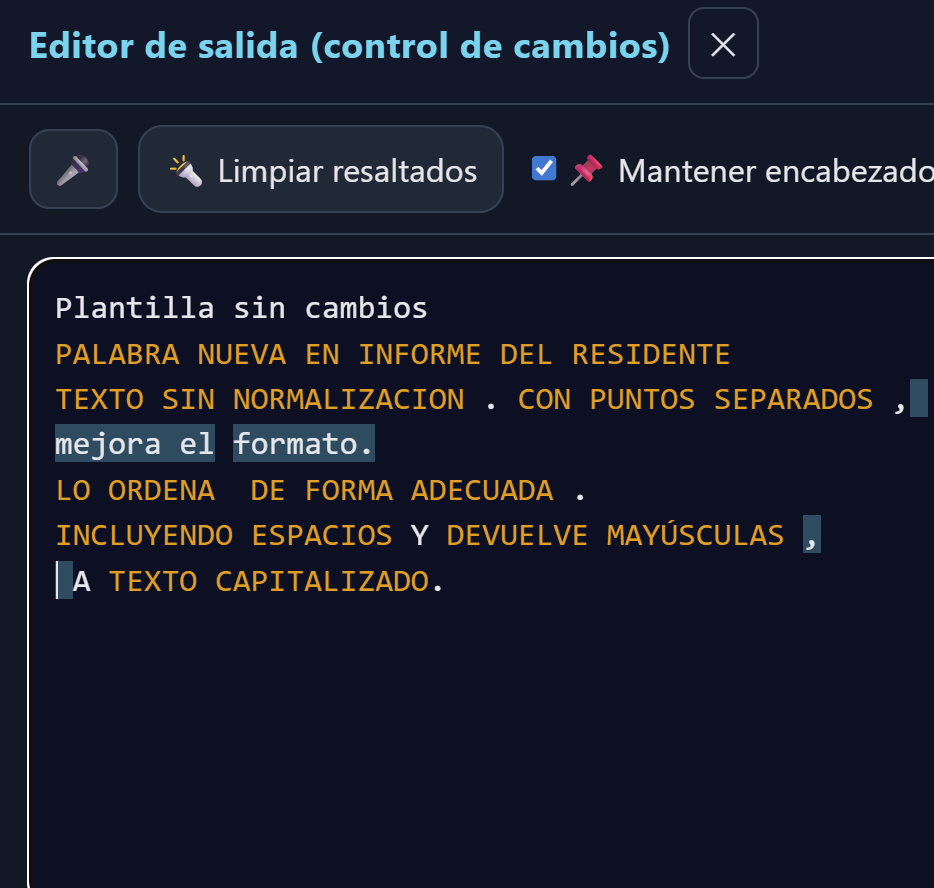 Editor de salida (control de cambios)
Limpiar resaltados
Mantener encabezado
Plantilla sin cambios
PALABRA NUEVA EN INFORME DEL RESIDENTE
TEXTO SIN NORMALIZACION . CON PUNTOS SEPARADOS ,
mejora el formato.
LO ORDENA  DE FORMA ADECUADA .
INCLUYENDO ESPACIOS Y DEVUELVE MAYÚSCULAS ,
 A TEXTO CAPITALIZADO.